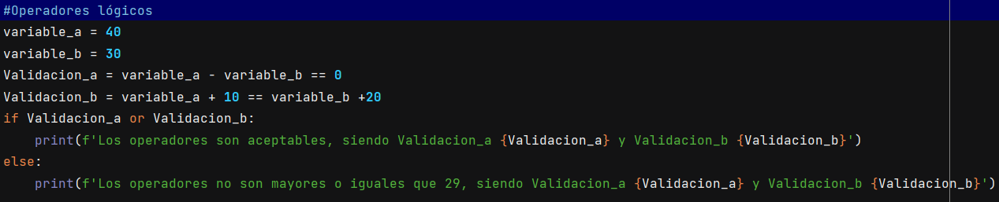 #Operadores lógicos
variable_a = 40
variable_b = 30
Validacion_a = variable_a - variable_b == 0
Validacion_b = variable_a + 10 == variable_b +20
if Validacion_a or Validacion_b:
    print(f'Los operadores son aceptables, siendo Validacion_a {Validacion_a} y Validacion_b {Validacion_b}')
else:
    print(f'Los operadores no son mayores o iguales que 29, siendo Validacion_a {Validacion_a} y Validacion_b {Validacion_b}')